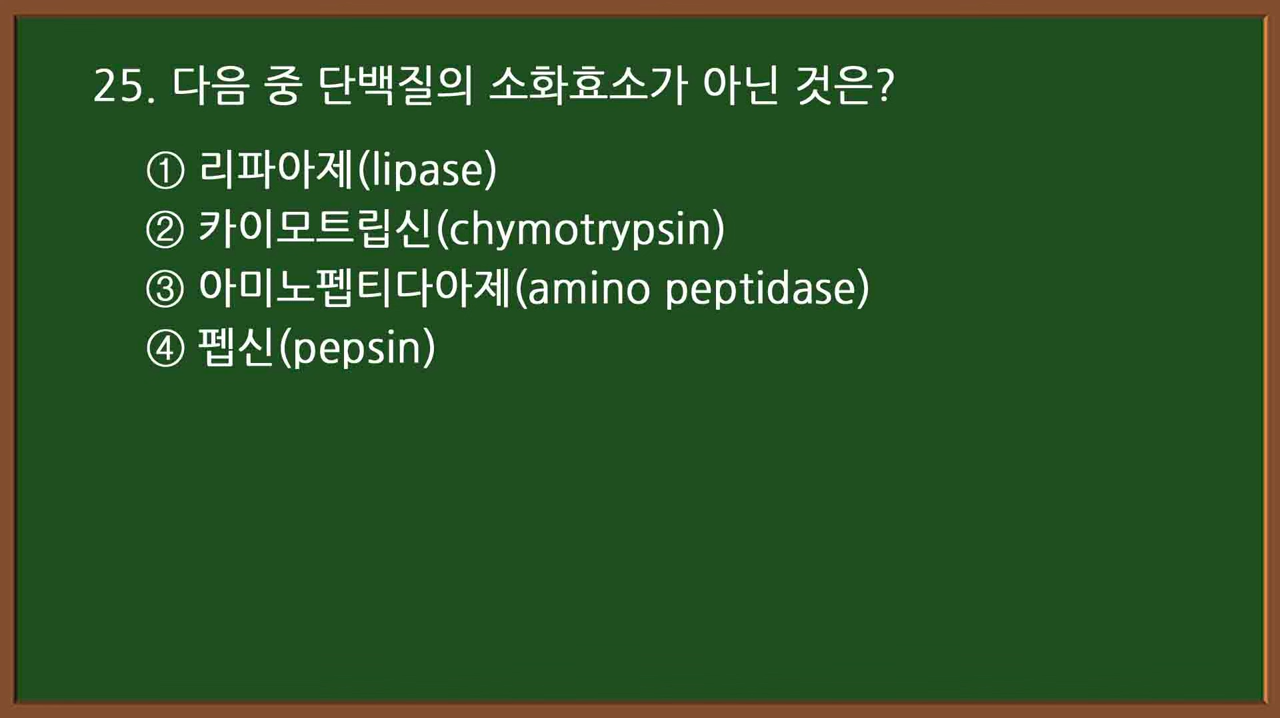 25. 다음 중 단백질의 소화효소가 아닌 것은?
① 리파아제(lipase)
② 카이모트립신(chymotrypsin)
③ 아미노펩티다아제(amino peptidase)
④ 펩신(pepsin)